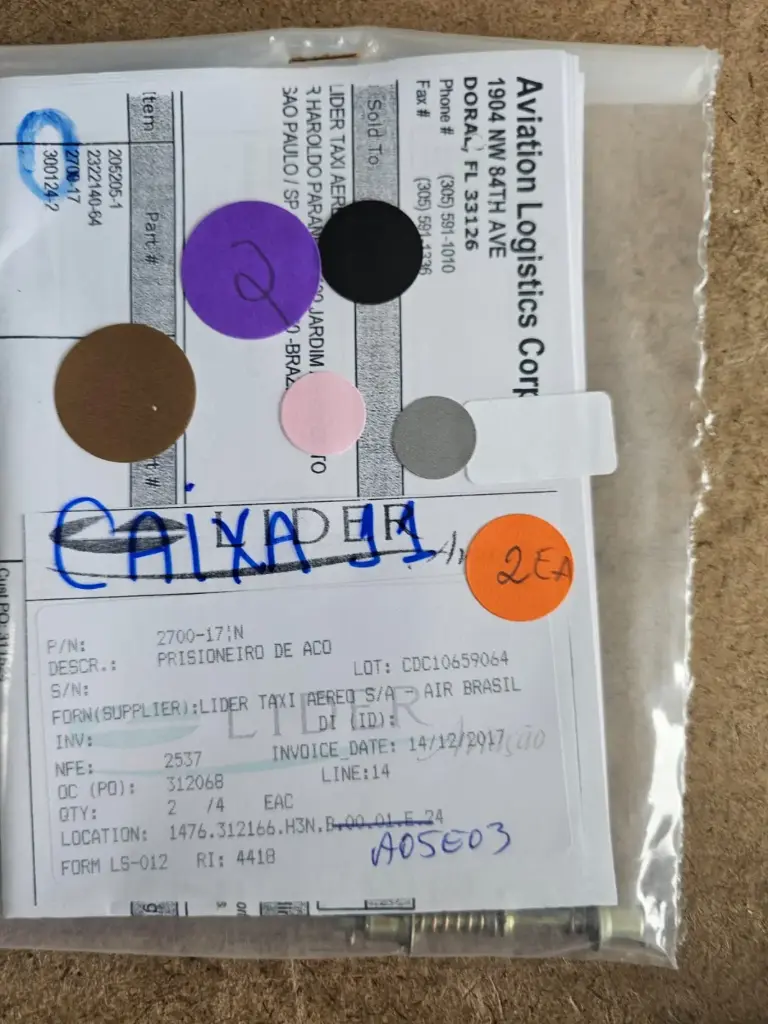 Aviation Logistics Corp
1904 NW 84TH AVE
DORAL, FL 33126
Phone # (305) 591-1010
Fax # (305) 591-1336
Sold To:
LIDER TAXI AERE
R HAROLDO PARAN JARDIM
SAO PAULO / SP -BRAZ
Item Part #
205205-1
2322140-64
2700-17
300124-2
2
LIDER
CAIXA 11
2EA
P/N: 2700-17¦N
DESCR.: PRISIONEIRO DE ACO
S/N: LOT: CDC10659064
FORN(SUPPLIER):LIDER TAXI AEREO S/A - AIR BRASIL
LIDER
INV: DI (ID):
NFE: 2537 INVOICE_DATE: 14/12/2017
OC (PO): 312068 LINE:14
QTY: 2 /4 EAC
LOCATION: 1476.312166.H3N.B.00.01.E.24
A05E03
FORM LS-012 RI: 4418